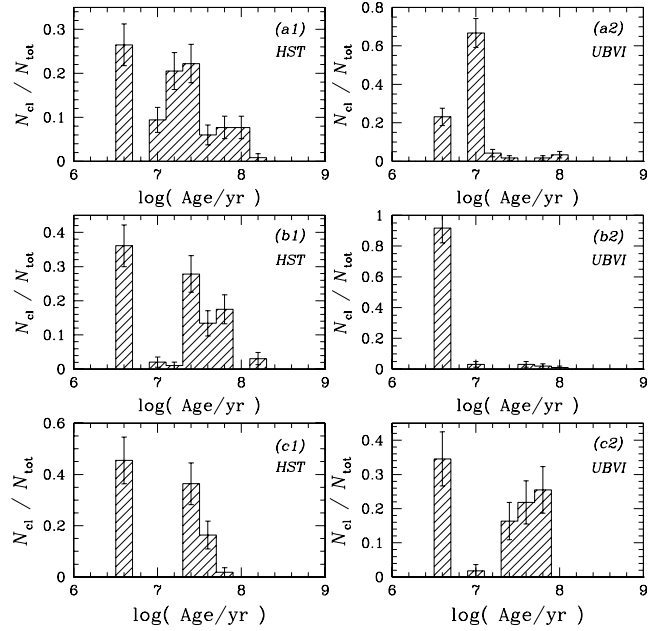 0.3
0.2
0.1
0
N_cl / N_tot
(a1)
HST
6 7 8 9
log( Age/yr )
0.8
0.6
0.4
0.2
0
N_cl / N_tot
(a2)
UBVI
6 7 8 9
log( Age/yr )
0.4
0.3
0.2
0.1
0
N_cl / N_tot
(b1)
HST
6 7 8 9
log( Age/yr )
1
0.8
0.6
0.4
0.2
0
N_cl / N_tot
(b2)
UBVI
6 7 8 9
log( Age/yr )
0.6
0.4
0.2
0
N_cl / N_tot
(c1)
HST
6 7 8 9
log( Age/yr )
0.4
0.3
0.2
0.1
0
N_cl / N_tot
(c2)
UBVI
6 7 8 9
log( Age/yr )